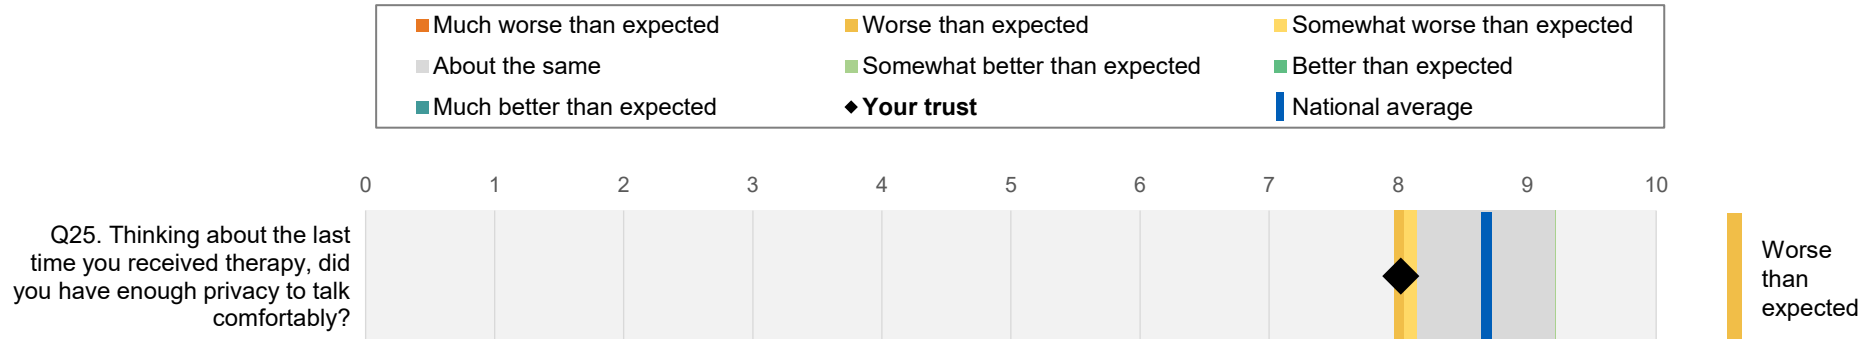 Much worse than expected
Worse than expected
Somewhat worse than expected
About the same
Somewhat better than expected
Better than expected
Much better than expected
Your trust
National average
0 1 2 3 4 5 6 7 8 9 10
Q25. Thinking about the last
time you received therapy, did
you have enough privacy to talk
comfortably?
Worse
than
expected